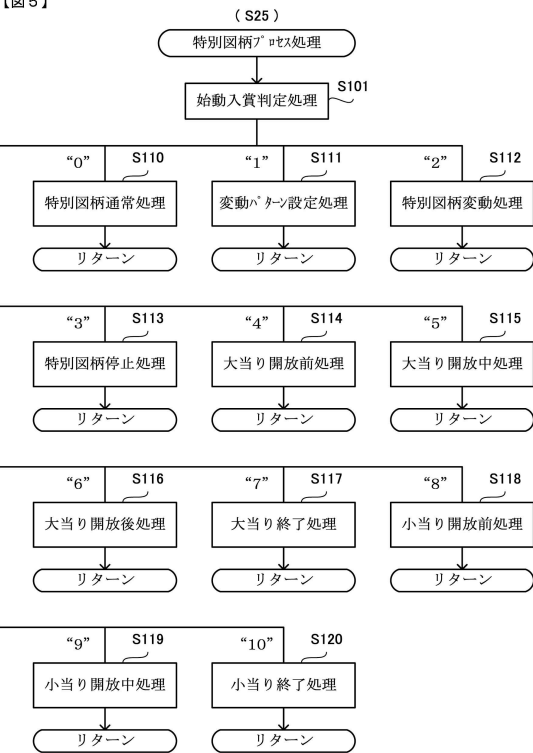 【図5】
(S25)
特別図柄プロセス処理
S101
始動入賞判定処理
“0” S110 “1” S111 “2” S112
特別図柄通常処理 変動パターン設定処理 特別図柄変動処理
リターン リターン リターン
“3” S113 “4” S114 “5” S115
特別図柄停止処理 大当り開放前処理 大当り開放中処理
リターン リターン リターン
“6” S116 “7” S117 “8” S118
大当り開放後処理 大当り終了処理 小当り開放前処理
リターン リターン リターン
“9” S119 “10” S120
小当り開放中処理 小当り終了処理
リターン リターン